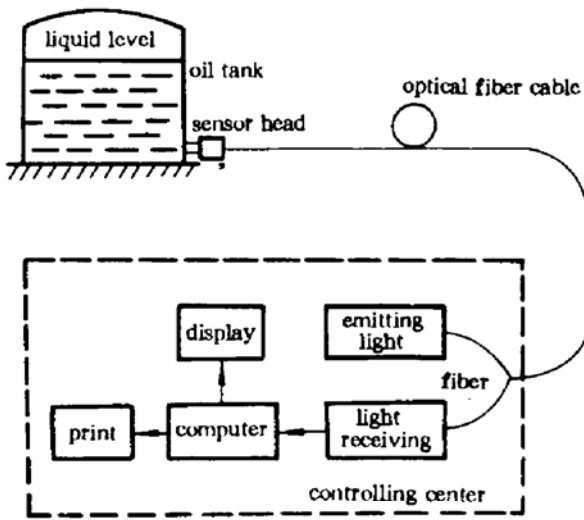 liquid level
oil tank
optical fiber cable
sensor head
display
emitting
light
fiber
print
computer
light
receiving
controlling center